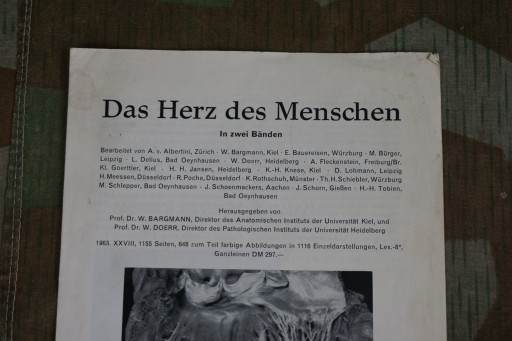 Das Herz des Menschen
In zwei Bänden
Bearbeitet von A. v. Albertini, Zürich · W. Bargmann, Kiel · E. Bauereisen, Würzburg · M. Bürger,
Leipzig · L. Delius, Bad Oeynhausen · W. Doerr, Heidelberg · A. Fleckenstein, Freiburg/Br.
Kl. Goerttler, Kiel · H. H. Jansen, Heidelberg · K.-H. Knese, Kiel · D. Lohmann, Leipzig
H. Meessen, Düsseldorf · R. Poche, Düsseldorf · K. Rothschuh, Münster · Th. H. Schiebler, Würzburg
M. Schlepper, Bad Oeynhausen · J. Schoenmackers, Aachen · J. Schorn, Gießen · H.-H. Tobien,
Bad Oeynhausen
Herausgegeben von
Prof. Dr. W. BARGMANN, Direktor des Anatomischen Instituts der Universität Kiel, und
Prof. Dr. W. DOERR, Direktor des Pathologischen Instituts der Universität Heidelberg
1963. XXVIII, 1155 Seiten, 648 zum Teil farbige Abbildungen in 1116 Einzeldarstellungen, Lex.-8°,
Ganzleinen DM 297.—